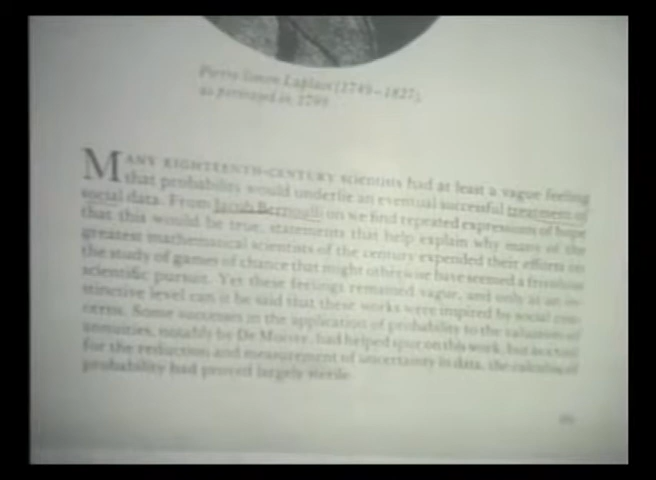 Pierre Simon Laplace (1749–1827),
as portrayed in 1799
MANY EIGHTEENTH-CENTURY scientists had at least a vague feeling
that probability would underlie an eventual successful treatment of
social data. From Jacob Bernoulli on we find repeated expressions of hope
that this would be true, statements that help explain why many of the
greatest mathematical scientists of the century expended their efforts on
the study of games of chance that might otherwise have seemed a frivolous
scientific pursuit. Yet these feelings remained vague, and only at an in-
stinctive level can it be said that these works were inspired by social con-
cerns. Some successes in the application of probability to the valuation of
annuities, notably by De Moivre, had helped spur on this work, but as a tool
for the reduction and measurement of uncertainty in data, the calculus of
probability had proved largely sterile.